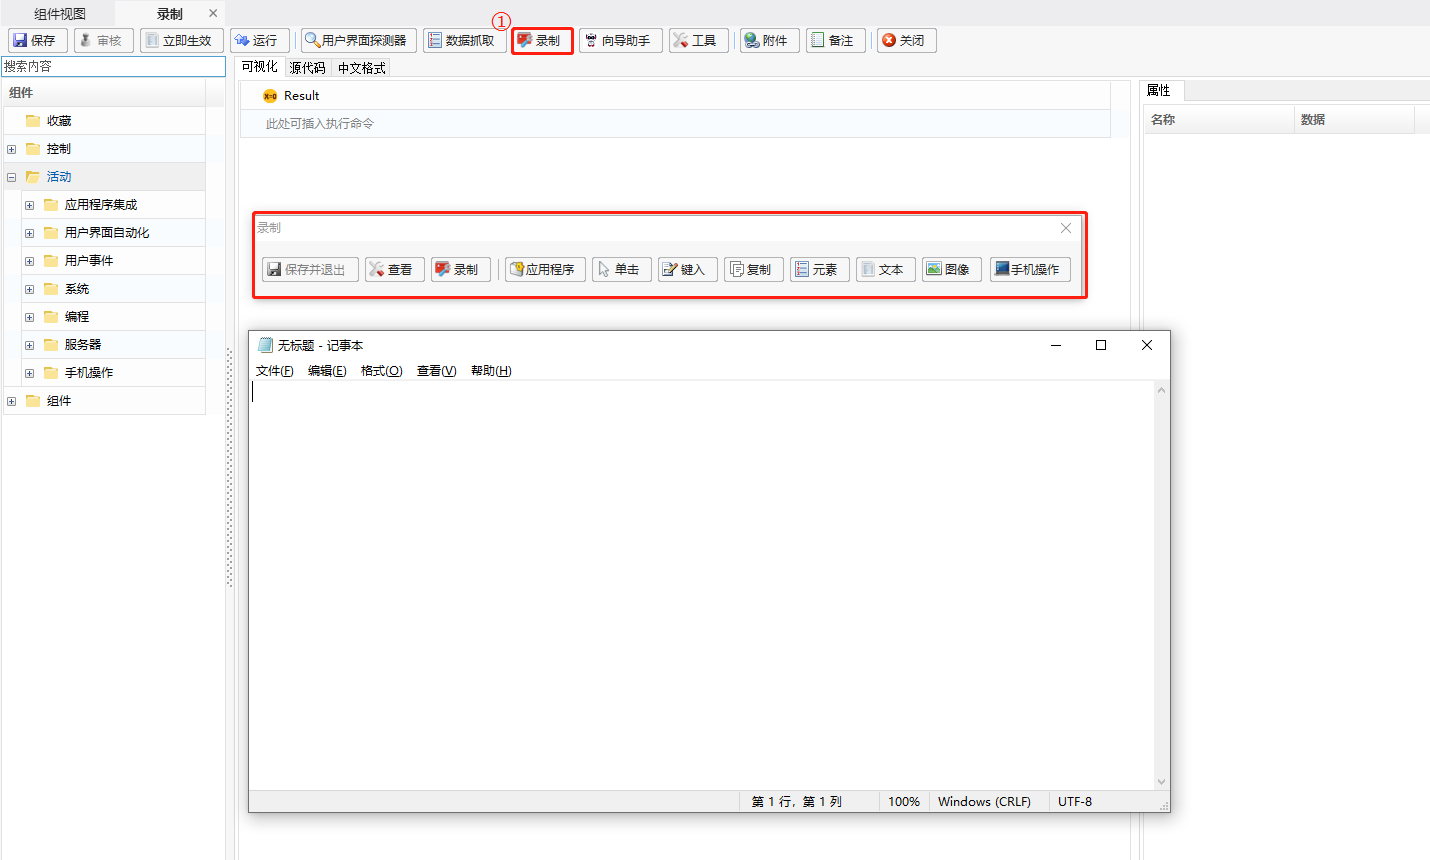 组件视图 录制
①
保存 审核 立即生效 运行 用户界面探测器 数据抓取 录制 向导助手 工具 附件 备注 关闭
搜索内容
可视化 源代码 中文格式
组件
收藏
控制
活动
应用程序集成
用户界面自动化
用户事件
系统
编程
服务器
手机操作
组件
x=0 Result
此处可插入执行命令
属性
名称 数据
录制
保存并退出 查看 录制 应用程序 单击 键入 复制 元素 文本 图像 手机操作
无标题 - 记事本
文件(F) 编辑(E) 格式(O) 查看(V) 帮助(H)
第 1 行，第 1 列 100% Windows (CRLF) UTF-8